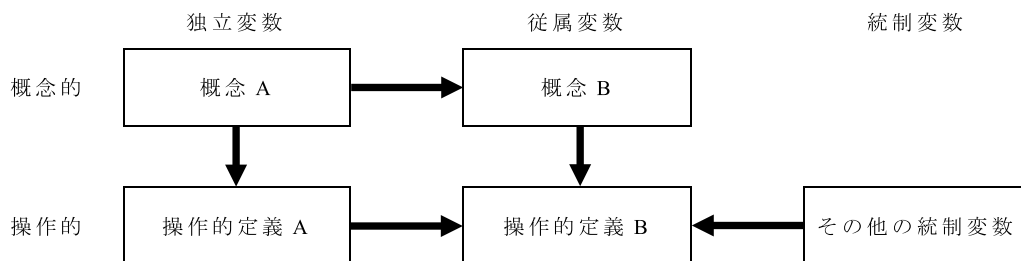 独立変数
従属変数
統制変数
概念的
概念 A
概念 B
操作的
操作的定義 A
操作的定義 B
その他の統制変数